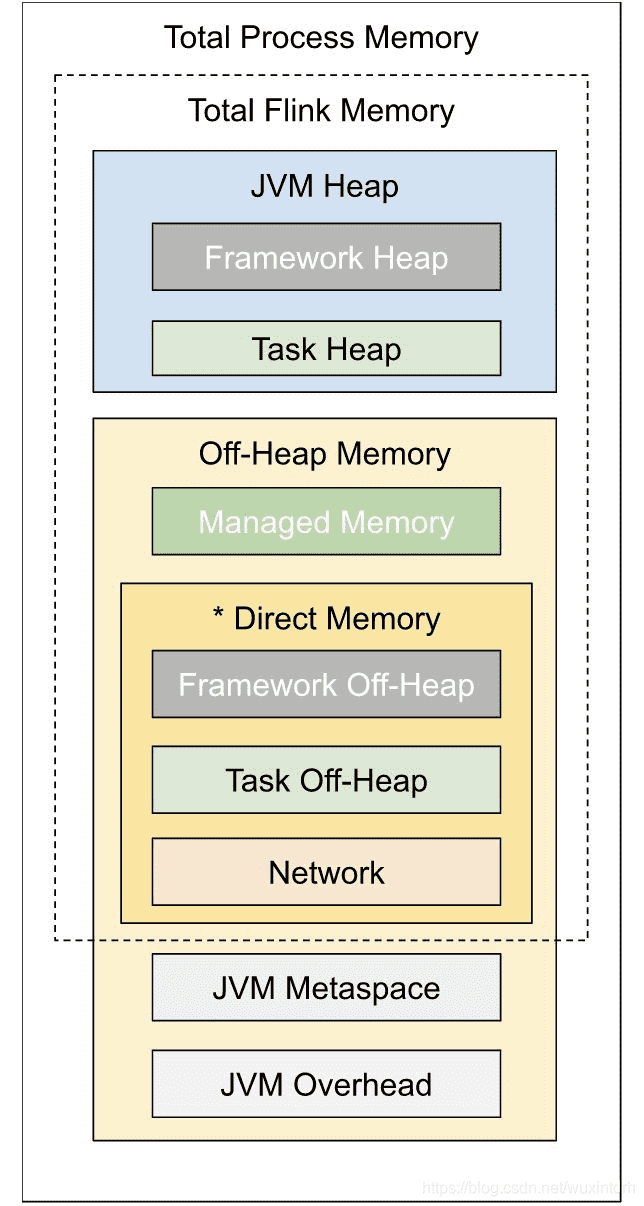 Total Process Memory
Total Flink Memory
JVM Heap
Framework Heap
Task Heap
Off-Heap Memory
Managed Memory
* Direct Memory
Framework Off-Heap
Task Off-Heap
Network
JVM Metaspace
JVM Overhead
https://blog.csdn.net/wuxintdrh